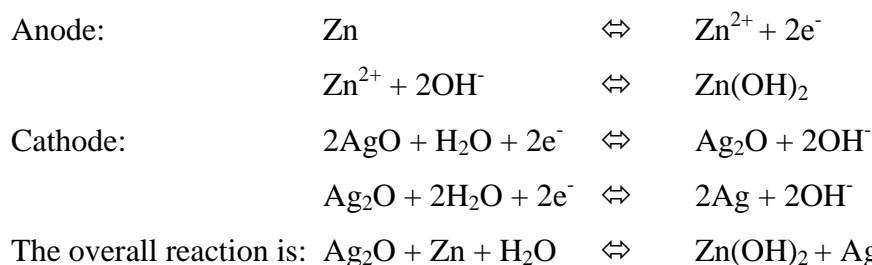 Anode: Zn ⇔ Zn²⁺ + 2e⁻
Zn²⁺ + 2OH⁻ ⇔ Zn(OH)₂
Cathode: 2AgO + H₂O + 2e⁻ ⇔ Ag₂O + 2OH⁻
Ag₂O + 2H₂O + 2e⁻ ⇔ 2Ag + 2OH⁻
The overall reaction is: Ag₂O + Zn + H₂O ⇔ Zn(OH)₂ + Ag